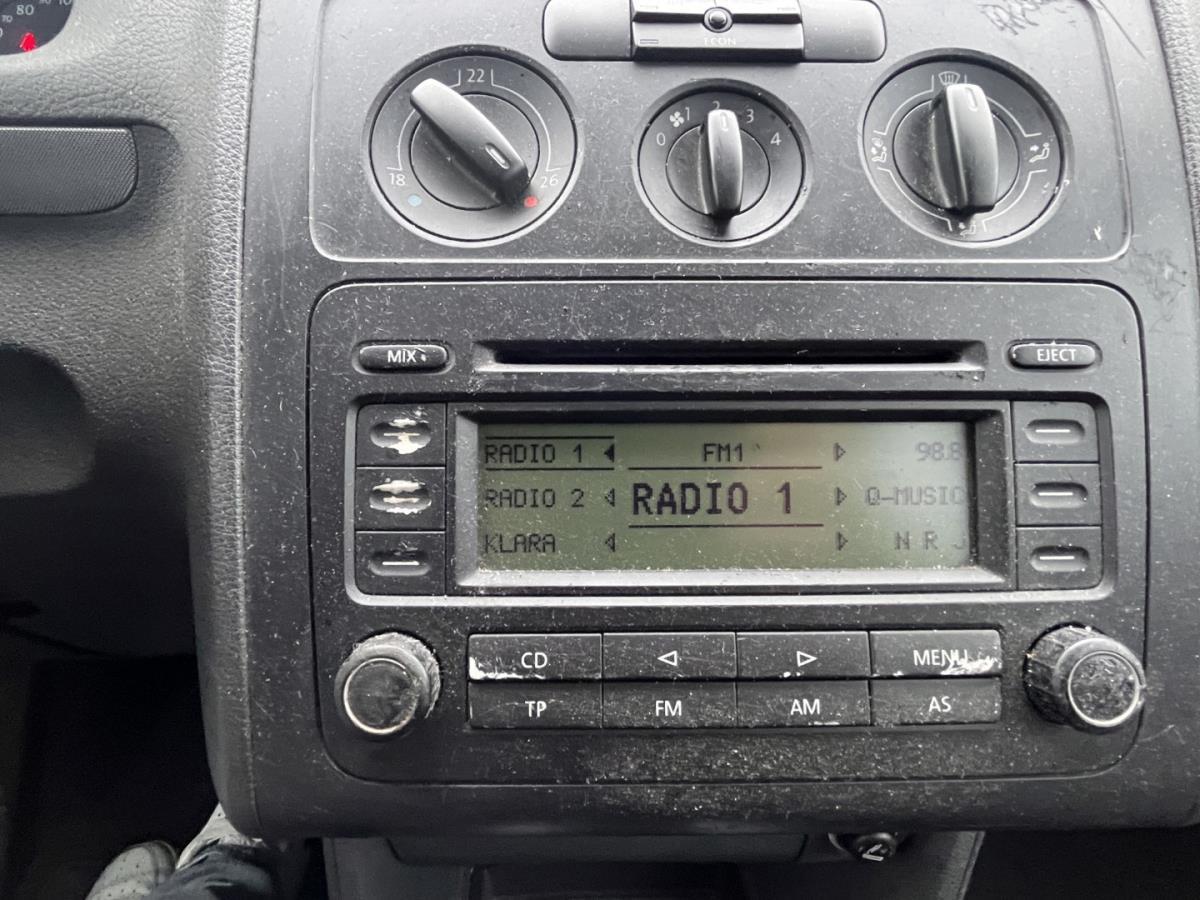 80
ECON
22
18
26
0
1
2
3
4
MIX
EJECT
RADIO 1 FM1 98.8
RADIO 2 RADIO 1 Q-MUSIC
KLARA N R J
CD MENU
TP FM AM AS